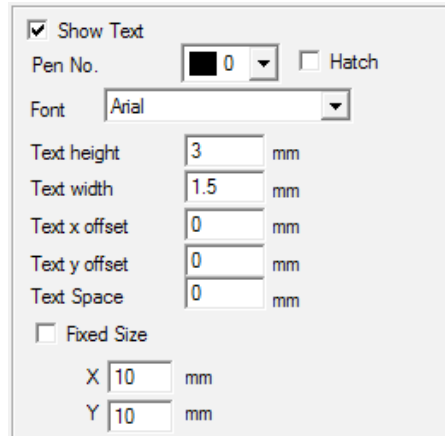 Show Text
Pen No. 0 Hatch
Font Arial
Text height 3 mm
Text width 1.5 mm
Text x offset 0 mm
Text y offset 0 mm
Text Space 0 mm
Fixed Size
X 10 mm
Y 10 mm